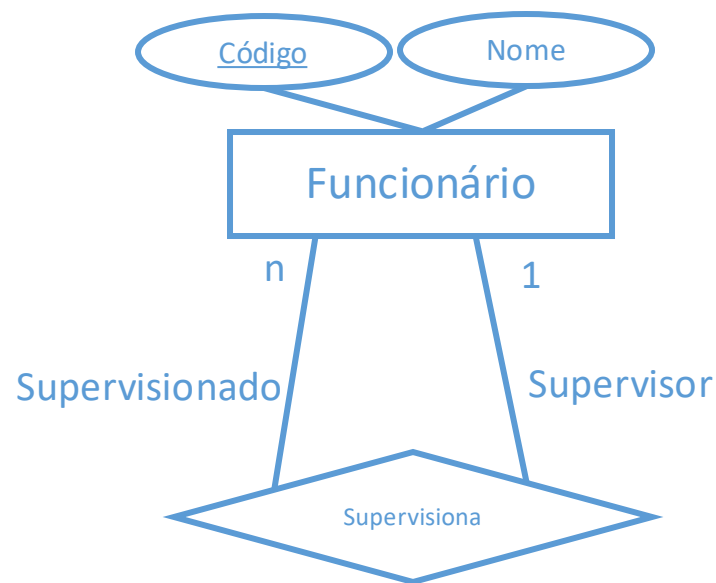 Código
Nome
Funcionário
n
1
Supervisionado
Supervisor
Supervisiona